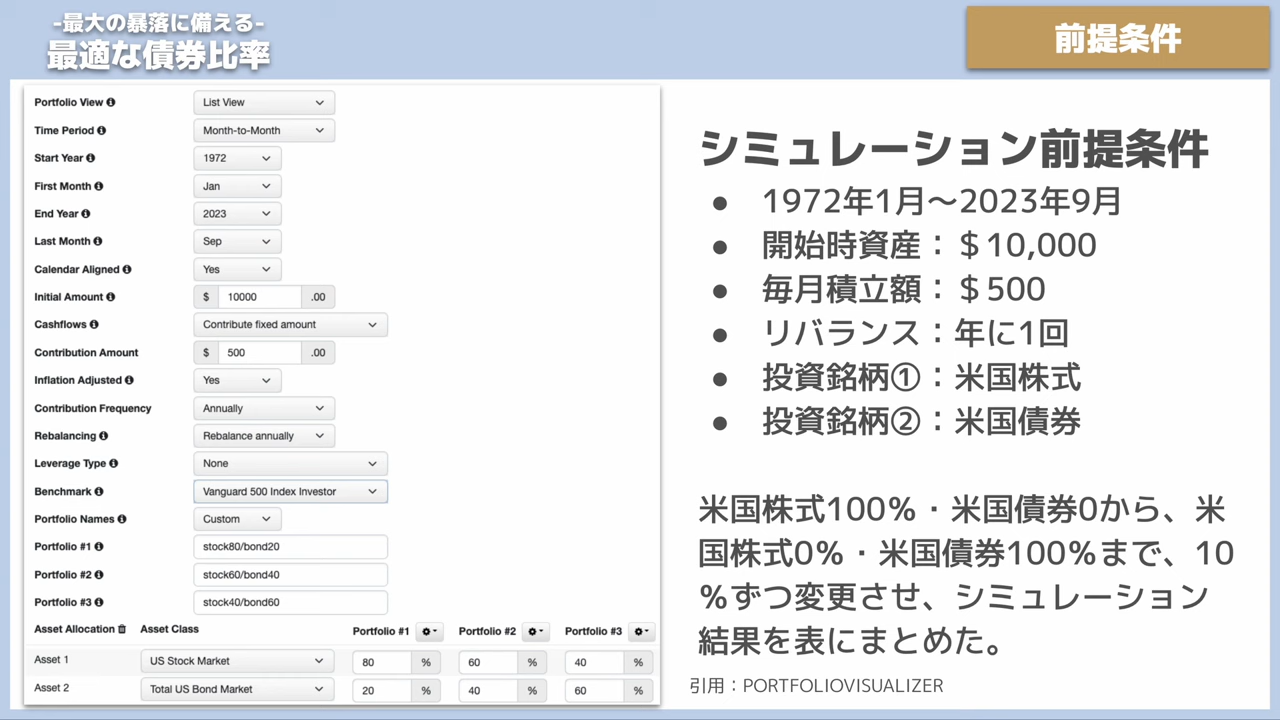 -最大の暴落に備える-
最適な債券比率
前提条件
Portfolio View
List View
Time Period
Month-to-Month
Start Year
1972
First Month
Jan
End Year
2023
Last Month
Sep
Calendar Aligned
Yes
Initial Amount
$ 10000 .00
Cashflows
Contribute fixed amount
Contribution Amount
$ 500 .00
Inflation Adjusted
Yes
Contribution Frequency
Annually
Rebalancing
Rebalance annually
Leverage Type
None
Benchmark
Vanguard 500 Index Investor
Portfolio Names
Custom
Portfolio #1
stock80/bond20
Portfolio #2
stock60/bond40
Portfolio #3
stock40/bond60
Asset Allocation Asset Class Portfolio #1 Portfolio #2 Portfolio #3
Asset 1 US Stock Market 80 % 60 % 40 %
Asset 2 Total US Bond Market 20 % 40 % 60 %
シミュレーション前提条件
● 1972年1月〜2023年9月
● 開始時資産：＄10,000
● 毎月積立額：＄500
● リバランス：年に1回
● 投資銘柄①：米国株式
● 投資銘柄②：米国債券
米国株式100％・米国債券0から、米
国株式0％・米国債券100％まで、10
％ずつ変更させ、シミュレーション
結果を表にまとめた。
引用：PORTFOLIOVISUALIZER